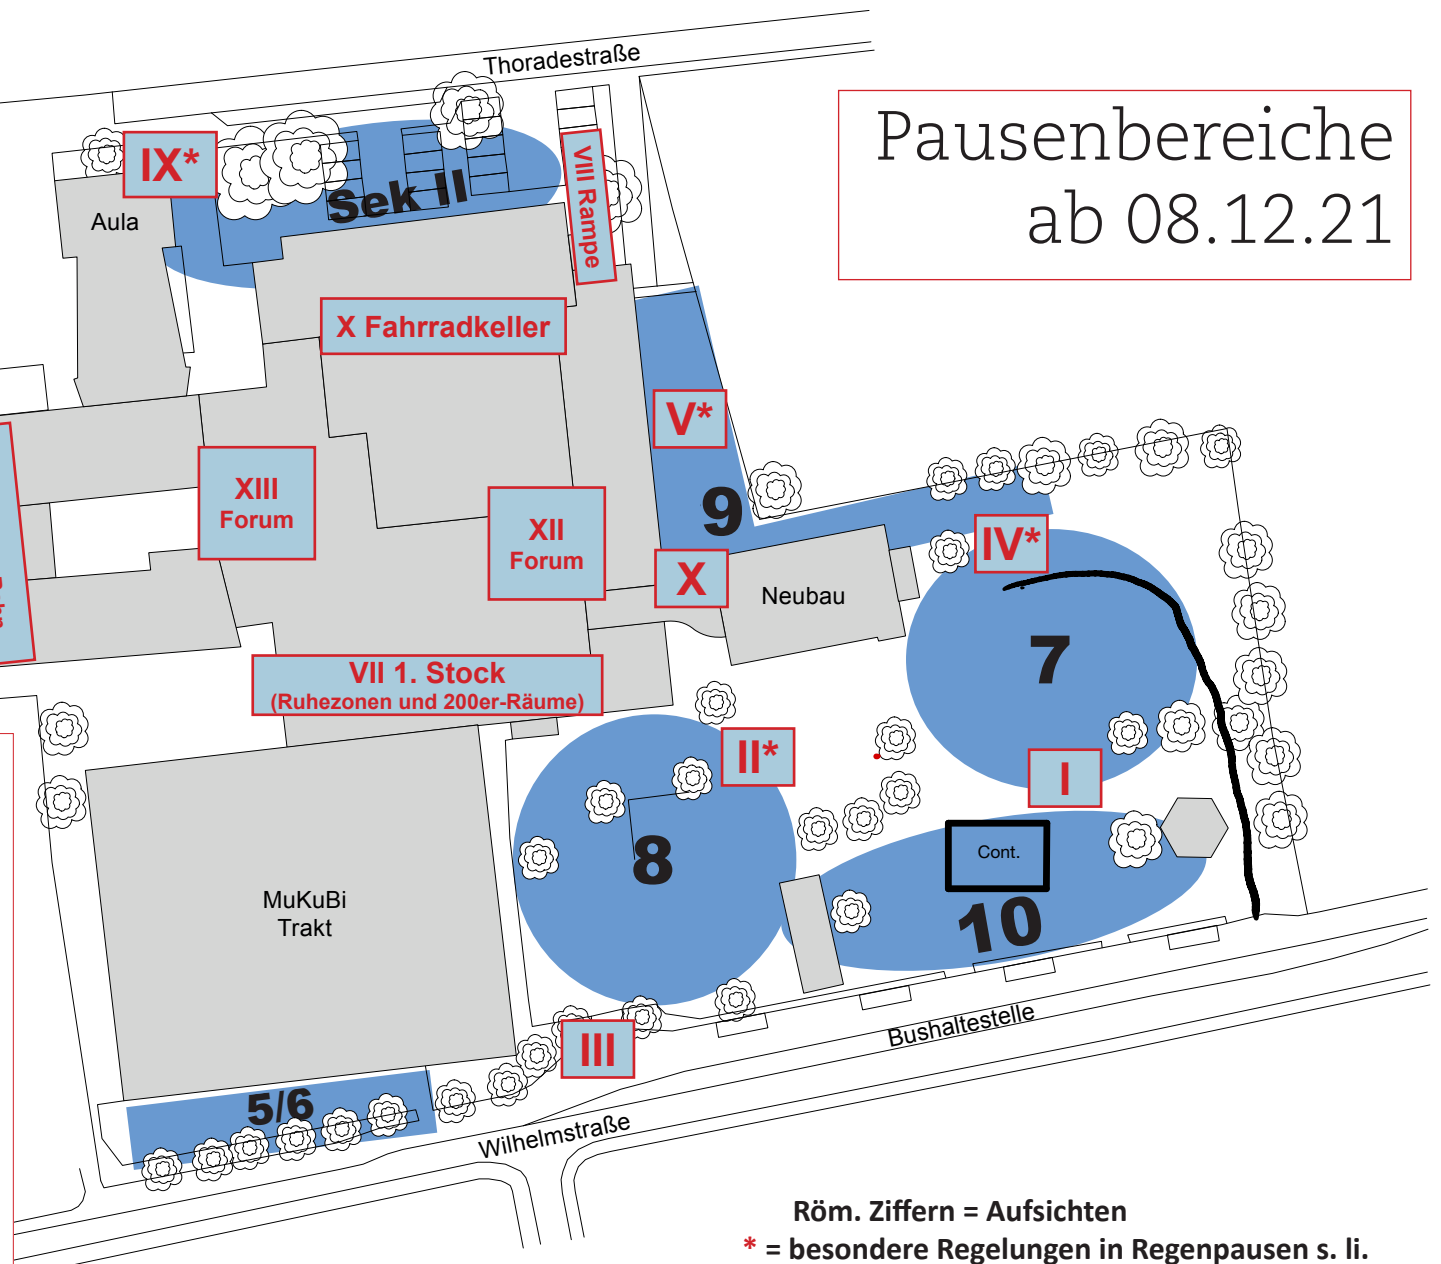 Thoradestraße
Pausenbereiche
ab 08.12.21
IX*
Sek II
VIII Rampe
Aula
X Fahrradkeller
V*
XIII
Forum
XII
Forum
9
IV*
X
Neubau
7
VII 1. Stock
(Ruhezonen und 200er-Räume)
II*
I
8
Cont.
10
MuKuBi
Trakt
III
Bushaltestelle
5/6
Wilhelmstraße
Röm. Ziffern = Aufsichten
* = besondere Regelungen in Regenpausen s. li.